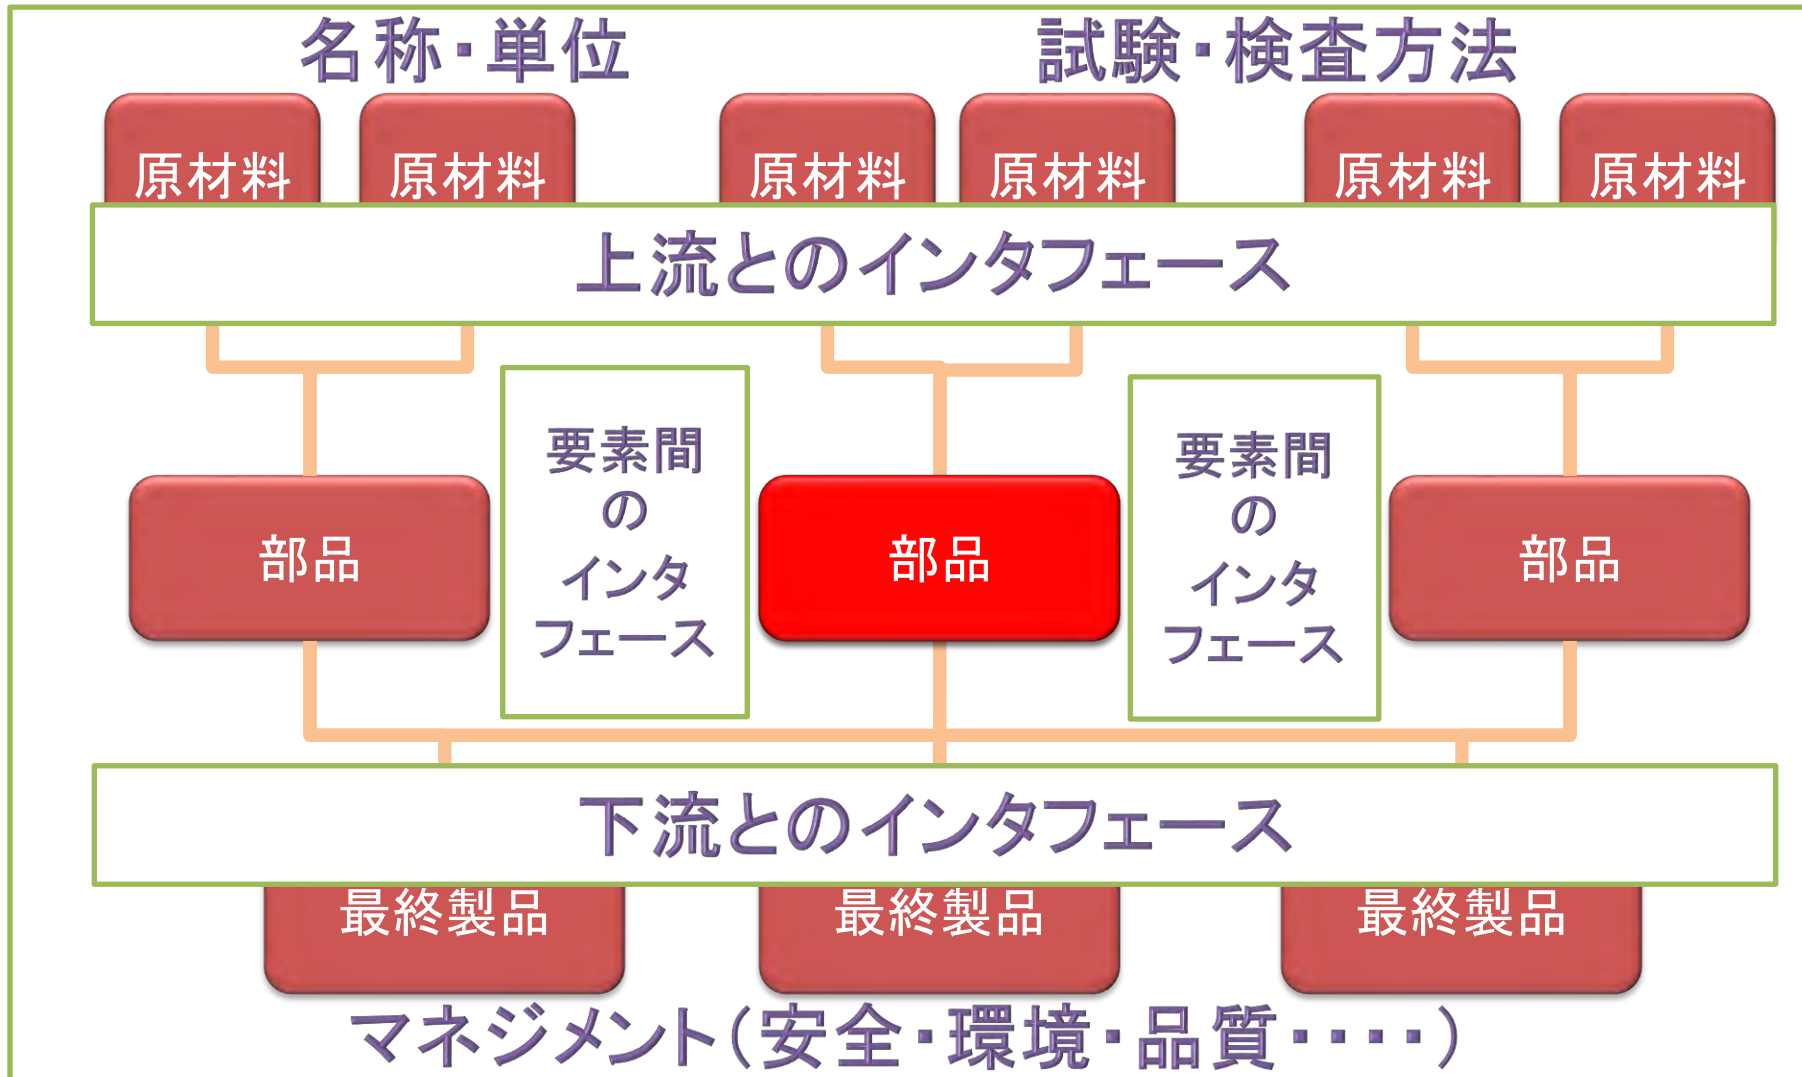 名称・単位
試験・検査方法
原材料
原材料
原材料
原材料
原材料
原材料
上流とのインタフェース
要素間
の
インタ
フェース
要素間
の
インタ
フェース
部品
部品
部品
下流とのインタフェース
最終製品
最終製品
最終製品
マネジメント（安全・環境・品質・・・・）